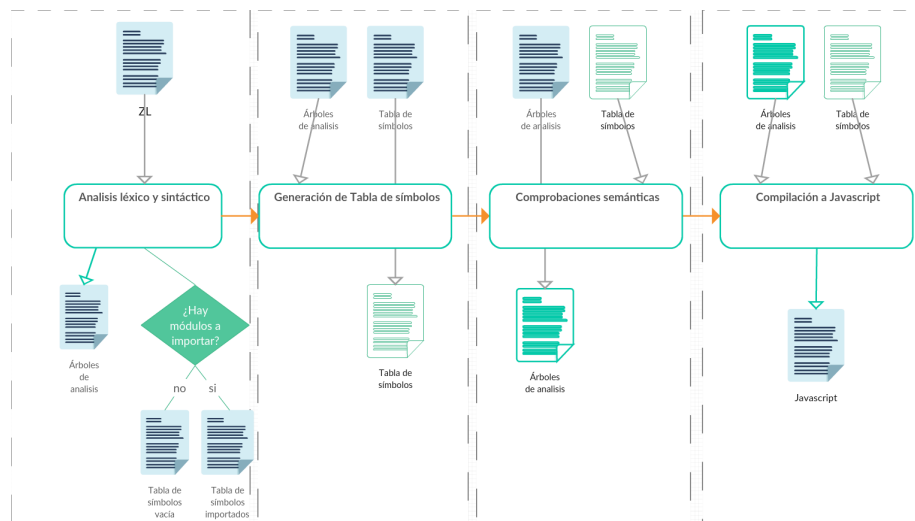 ZL
Árboles
de analisis
Tabla de
símbolos
Árboles
de analisis
Tabla de
símbolos
Árboles
de analisis
Tabla de
símbolos
Analisis léxico y sintáctico
Generación de Tabla de símbolos
Comprobaciones semánticas
Compilación a Javascript
¿Hay
módulos a
importar?
Árboles
de
analisis
no
si
Tabla de
símbolos
vacía
Tabla de
símbolos
importados
Tabla de
símbolos
Árboles
de analisis
Javascript